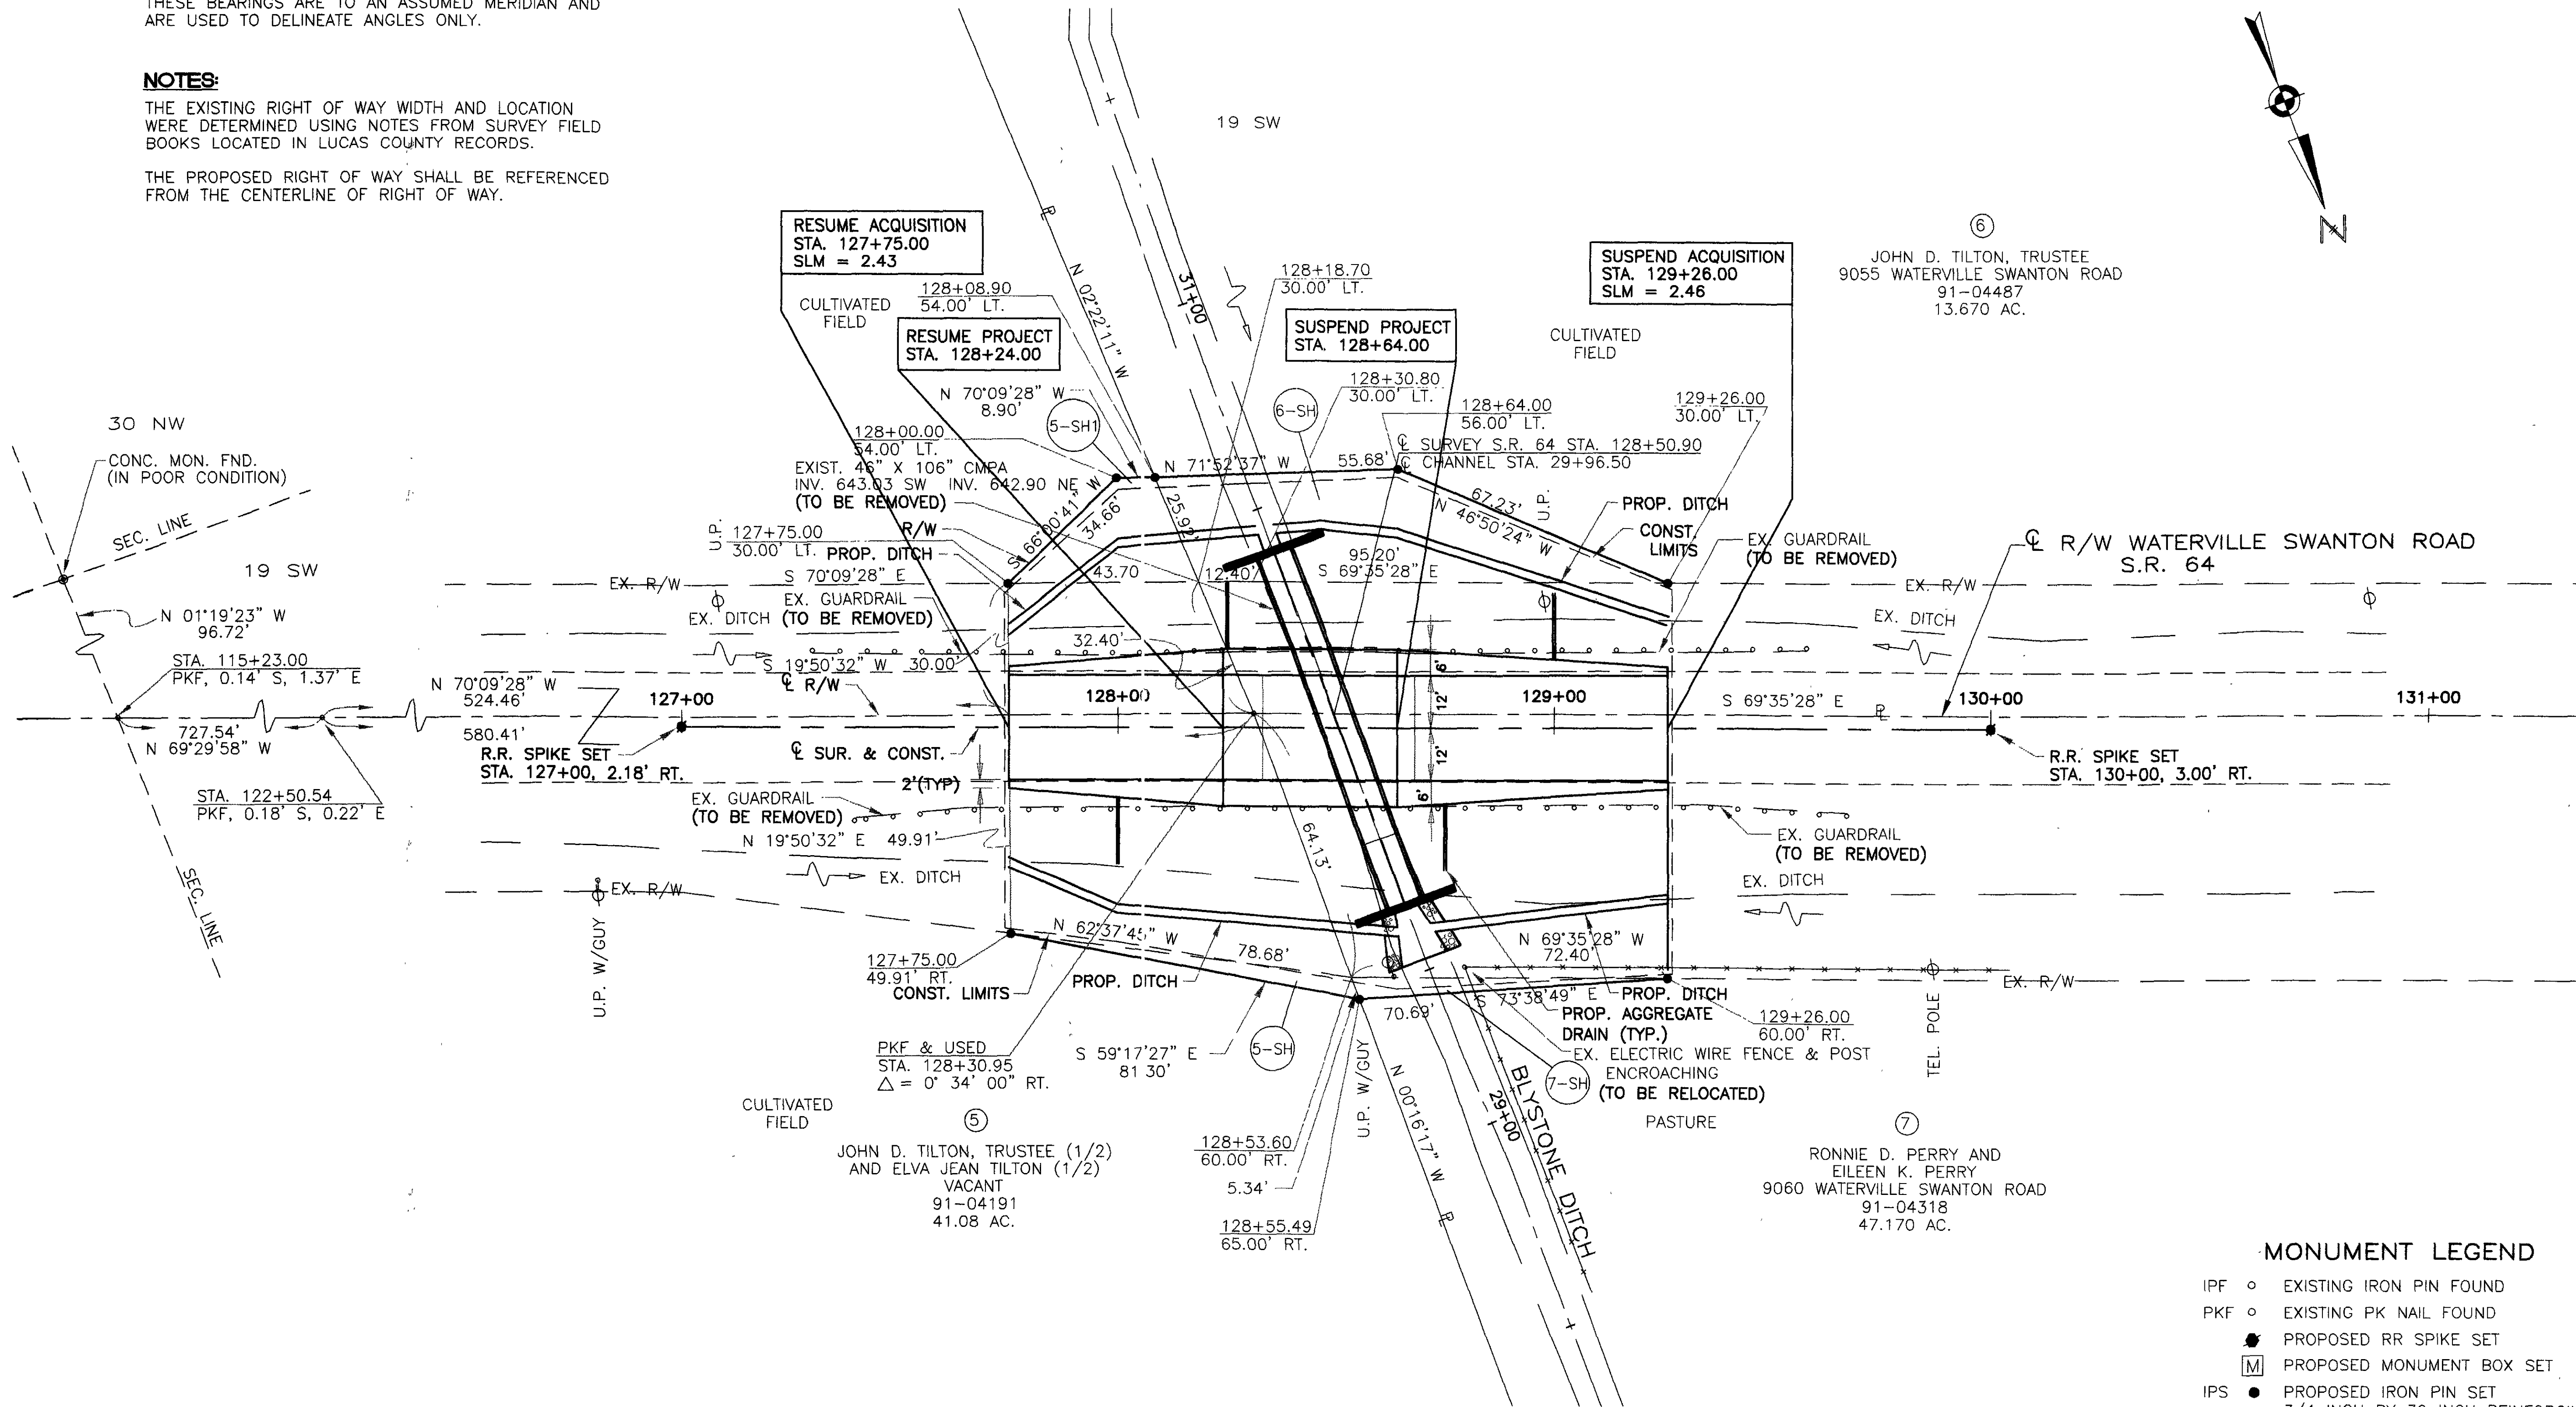 THESE BEARINGS ARE TO AN ASSUMED MERIDIAN AND
ARE USED TO DELINEATE ANGLES ONLY.
NOTES:
THE EXISTING RIGHT OF WAY WIDTH AND LOCATION
WERE DETERMINED USING NOTES FROM SURVEY FIELD
BOOKS LOCATED IN LUCAS COUNTY RECORDS.
THE PROPOSED RIGHT OF WAY SHALL BE REFERENCED
FROM THE CENTERLINE OF RIGHT OF WAY.
19 SW
N
RESUME ACQUISITION
STA. 127+75.00
SLM = 2.43
CULTIVATED
FIELD
128+08.90
54.00' LT.
RESUME PROJECT
STA. 128+24.00
N 02°22'11" W
31+00
128+18.70
30.00' LT.
SUSPEND PROJECT
STA. 128+64.00
SUSPEND ACQUISITION
STA. 129+26.00
SLM = 2.46
CULTIVATED
FIELD
6
JOHN D. TILTON, TRUSTEE
9055 WATERVILLE SWANTON ROAD
91-04487
13.670 AC.
N 70°09'28" W
8.90'
5-SH1
6-SH
128+30.80
30.00' LT.
128+64.00
56.00' LT.
129+26.00
30.00' LT.
128+00.00
54.00' LT.
℄ SURVEY S.R. 64 STA. 128+50.90
℄ CHANNEL STA. 29+96.50
EXIST. 46" X 106" CMPA
INV. 643.03 SW INV. 642.90 NE
(TO BE REMOVED)
N 71°52'37" W
55.68'
30 NW
CONC. MON. FND.
(IN POOR CONDITION)
SEC. LINE
19 SW
N 01°19'23" W
96.72'
STA. 115+23.00
PKF, 0.14' S, 1.37' E
727.54'
N 69°29'58" W
STA. 122+50.54
PKF, 0.18' S, 0.22' E
SEC. LINE
U.P.
R/W
127+75.00
30.00' LT.
PROP. DITCH
S 66°00'41" W
34.66'
25.92'
67.23'
N 46°50'24" W
U.P.
PROP. DITCH
CONST.
LIMITS
EX. GUARDRAIL
(TO BE REMOVED)
℄ R/W WATERVILLE SWANTON ROAD
S.R. 64
S 70°09'28" E
43.70
12.40'
95.20'
S 69°35'28" E
EX. R/W
EX. R/W
EX. GUARDRAIL
EX. DITCH (TO BE REMOVED)
EX. DITCH
32.40'
S 19°50'32" W 30.00'
℄ R/W
6'
12'
12'
6'
N 70°09'28" W
524.46'
580.41'
127+00
128+00
129+00
S 69°35'28" E
130+00
131+00
R.R. SPIKE SET
STA. 127+00, 2.18' RT.
℄ SUR. & CONST.
2'(TYP)
R.R. SPIKE SET
STA. 130+00, 3.00' RT.
EX. GUARDRAIL
(TO BE REMOVED)
N 19°50'32" E 49.91'
EX. DITCH
EX. R/W
U.P. W/GUY
64.13'
EX. GUARDRAIL
(TO BE REMOVED)
EX. DITCH
N 62°37'45" W
78.68'
127+75.00
49.91' RT.
CONST. LIMITS
PROP. DITCH
N 69°35'28" W
72.40'
S 73°38'49" E
70.69'
PROP. DITCH
PROP. AGGREGATE
DRAIN (TYP.)
129+26.00
60.00' RT.
TEL. POLE
EX. R/W
EX. ELECTRIC WIRE FENCE & POST
ENCROACHING
(TO BE RELOCATED)
7-SH
PASTURE
PKF & USED
STA. 128+30.95
△ = 0° 34' 00" RT.
S 59°17'27" E
81 30'
5-SH
U.P. W/GUY
N 00°16'17" W
BLYSTONE DITCH
29+00
CULTIVATED
FIELD
5
JOHN D. TILTON, TRUSTEE (1/2)
AND ELVA JEAN TILTON (1/2)
VACANT
91-04191
41.08 AC.
128+53.60
60.00' RT.
5.34'
128+55.49
65.00' RT.
7
RONNIE D. PERRY AND
EILEEN K. PERRY
9060 WATERVILLE SWANTON ROAD
91-04318
47.170 AC.
MONUMENT LEGEND
IPF EXISTING IRON PIN FOUND
PKF EXISTING PK NAIL FOUND
PROPOSED RR SPIKE SET
M PROPOSED MONUMENT BOX SET
IPS PROPOSED IRON PIN SET